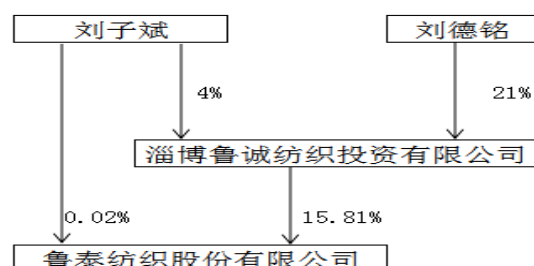 刘子斌 刘德铭
4% 21%
淄博鲁诚纺织投资有限公司
0.02% 15.81%
鲁泰纺织股份有限公司